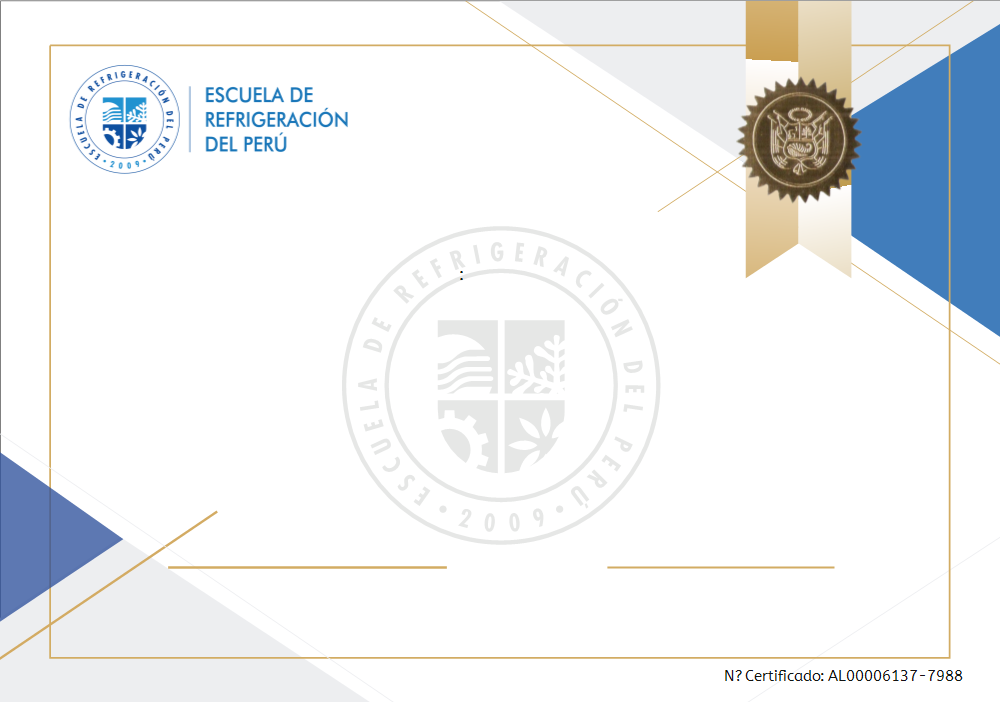 ESCUELA DE REFRIGERACIÓN DEL PERÚ
• 2009 •
ESCUELA DE
REFRIGERACIÓN
DEL PERÚ
:
ESCUELA DE REFRIGERACIÓN DEL PERÚ
• 2009 •
N? Certificado: AL00006137-7988